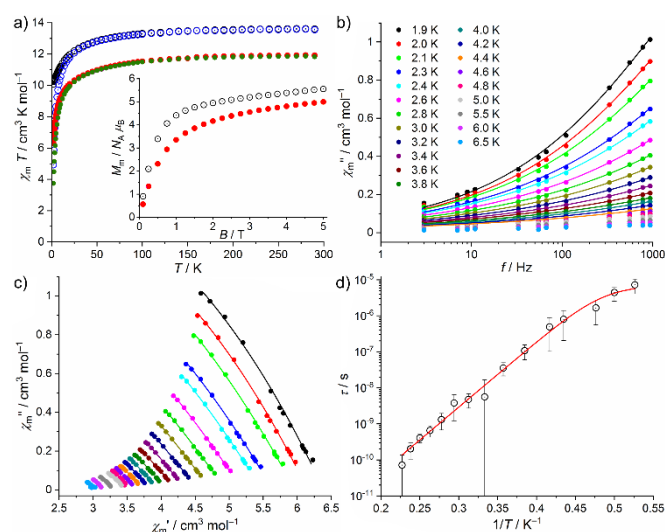 a)
χm T / cm³ K mol⁻¹
14
12
10
8
6
4
2
0
0 50 100 150 200 250 300
T / K
Mm / NA μB
6
5
4
3
2
1
0
0 1 2 3 4 5
B / T
b)
χm'' / cm³ mol⁻¹
1
0.8
0.6
0.4
0.2
0
1 10 100 1000
f / Hz
1.9 K 4.0 K
2.0 K 4.2 K
2.1 K 4.4 K
2.3 K 4.6 K
2.4 K 4.8 K
2.6 K 5.0 K
2.8 K 5.5 K
3.0 K 6.0 K
3.2 K 6.5 K
3.4 K
3.6 K
3.8 K
c)
χm'' / cm³ mol⁻¹
1
0.8
0.6
0.4
0.2
0
2.5 3 3.5 4 4.5 5 5.5 6 6.5
χm' / cm³ mol⁻¹
d)
τ / s
10⁻⁵
10⁻⁶
10⁻⁷
10⁻⁸
10⁻⁹
10⁻¹⁰
10⁻¹¹
0.2 0.25 0.3 0.35 0.4 0.45 0.5 0.55
1/T / K⁻¹